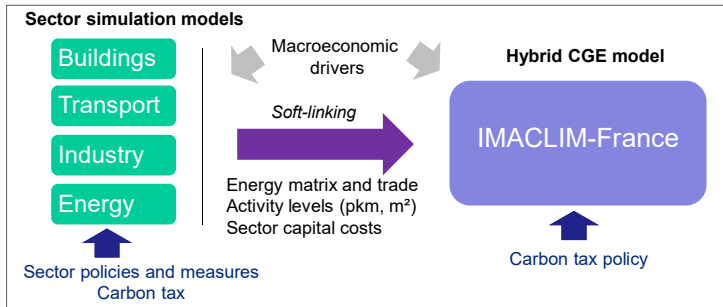 Sector simulation models
Buildings
Transport
Industry
Energy
Sector policies and measures
Carbon tax
Macroeconomic
drivers
Soft-linking
Energy matrix and trade
Activity levels (pkm, m²)
Sector capital costs
Hybrid CGE model
IMACLIM-France
Carbon tax policy